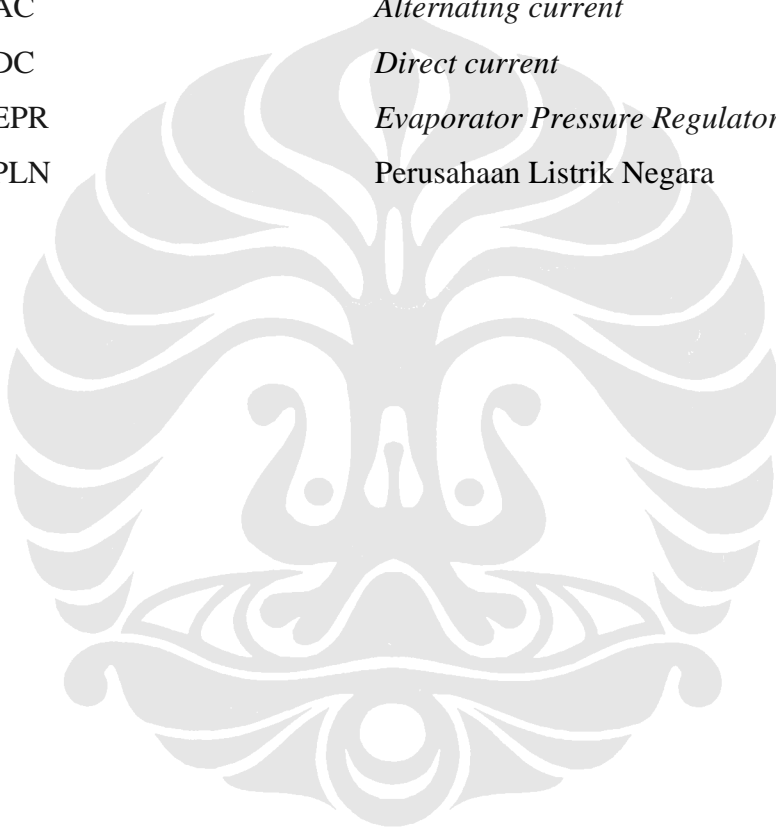 AC Alternating current
DC Direct current
EPR Evaporator Pressure Regulator
PLN Perusahaan Listrik Negara